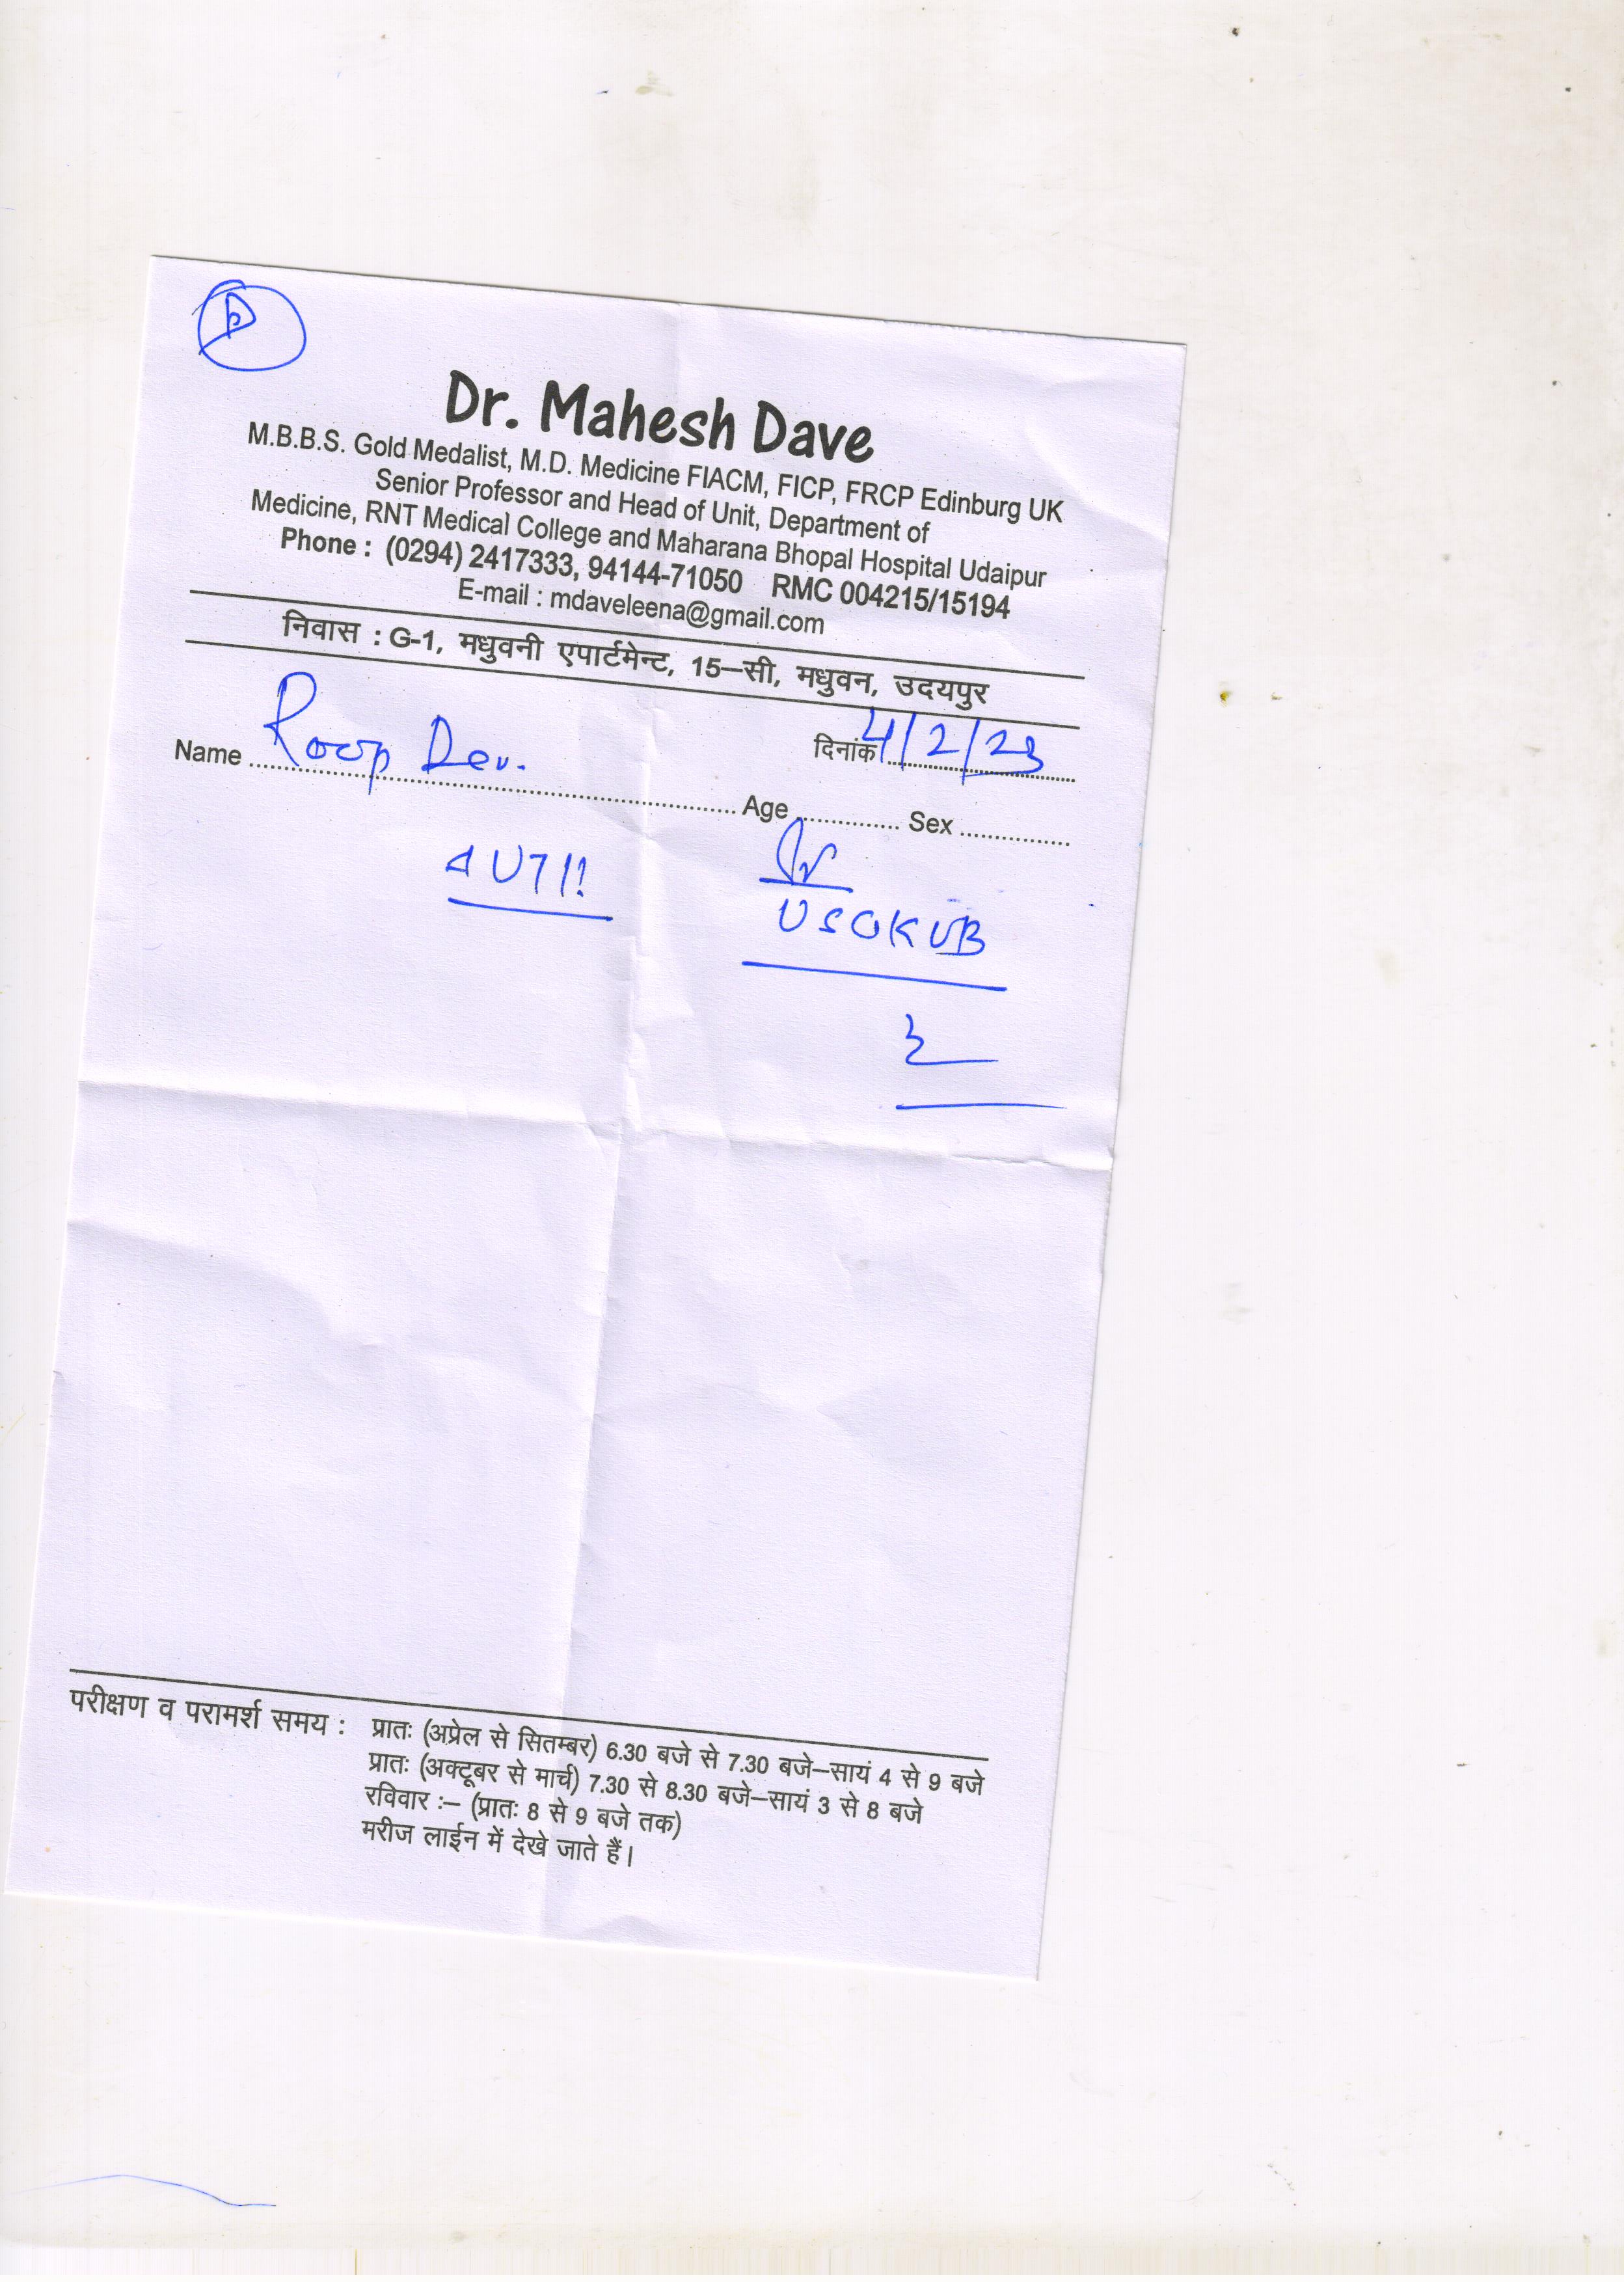 Dr. Mahesh Dave
M.B.B.S. Gold Medalist, M.D. Medicine FIACM, FICP, FRCP Edinburg UK
Senior Professor and Head of Unit, Department of
Medicine, RNT Medical College and Maharana Bhopal Hospital Udaipur
Phone : (0294) 2417333, 94144-71050 RMC 004215/15194
E-mail : mdaveleena@gmail.com
निवास : G-1, मधुवनी एपार्टमेन्ट, 15–सी, मधुवन, उदयपुर
दिनांक 4/2/23
Name Roop Dev.
Age Sex
Δ UTI!
USGKUB
परीक्षण व परामर्श समय : प्रातः (अप्रेल से सितम्बर) 6.30 बजे से 7.30 बजे–सायं 4 से 9 बजे
प्रातः (अक्टूबर से मार्च) 7.30 से 8.30 बजे–सायं 3 से 8 बजे
रविवार :– (प्रातः 8 से 9 बजे तक)
मरीज लाईन में देखे जाते हैं।